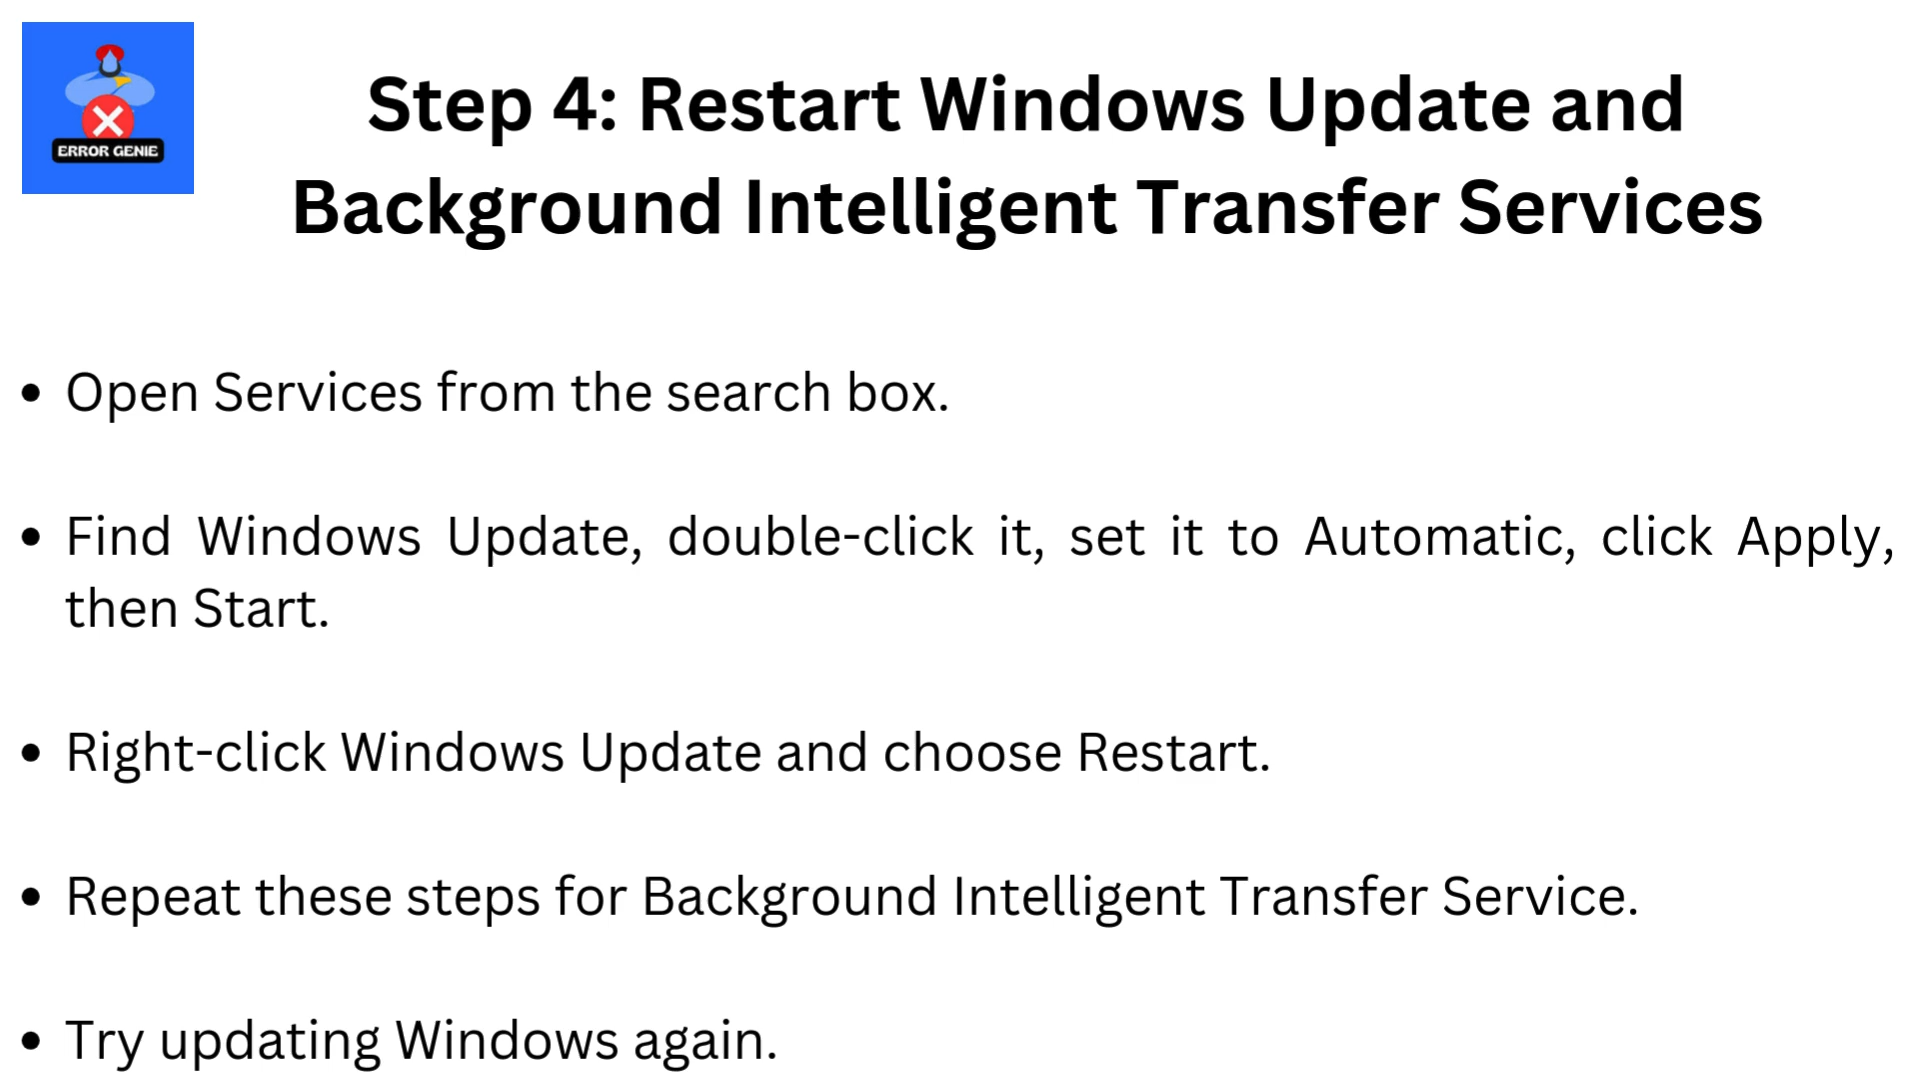 ERROR GENIE
Step 4: Restart Windows Update and
Background Intelligent Transfer Services
• Open Services from the search box.
• Find Windows Update, double-click it, set it to Automatic, click Apply,
then Start.
• Right-click Windows Update and choose Restart.
• Repeat these steps for Background Intelligent Transfer Service.
• Try updating Windows again.